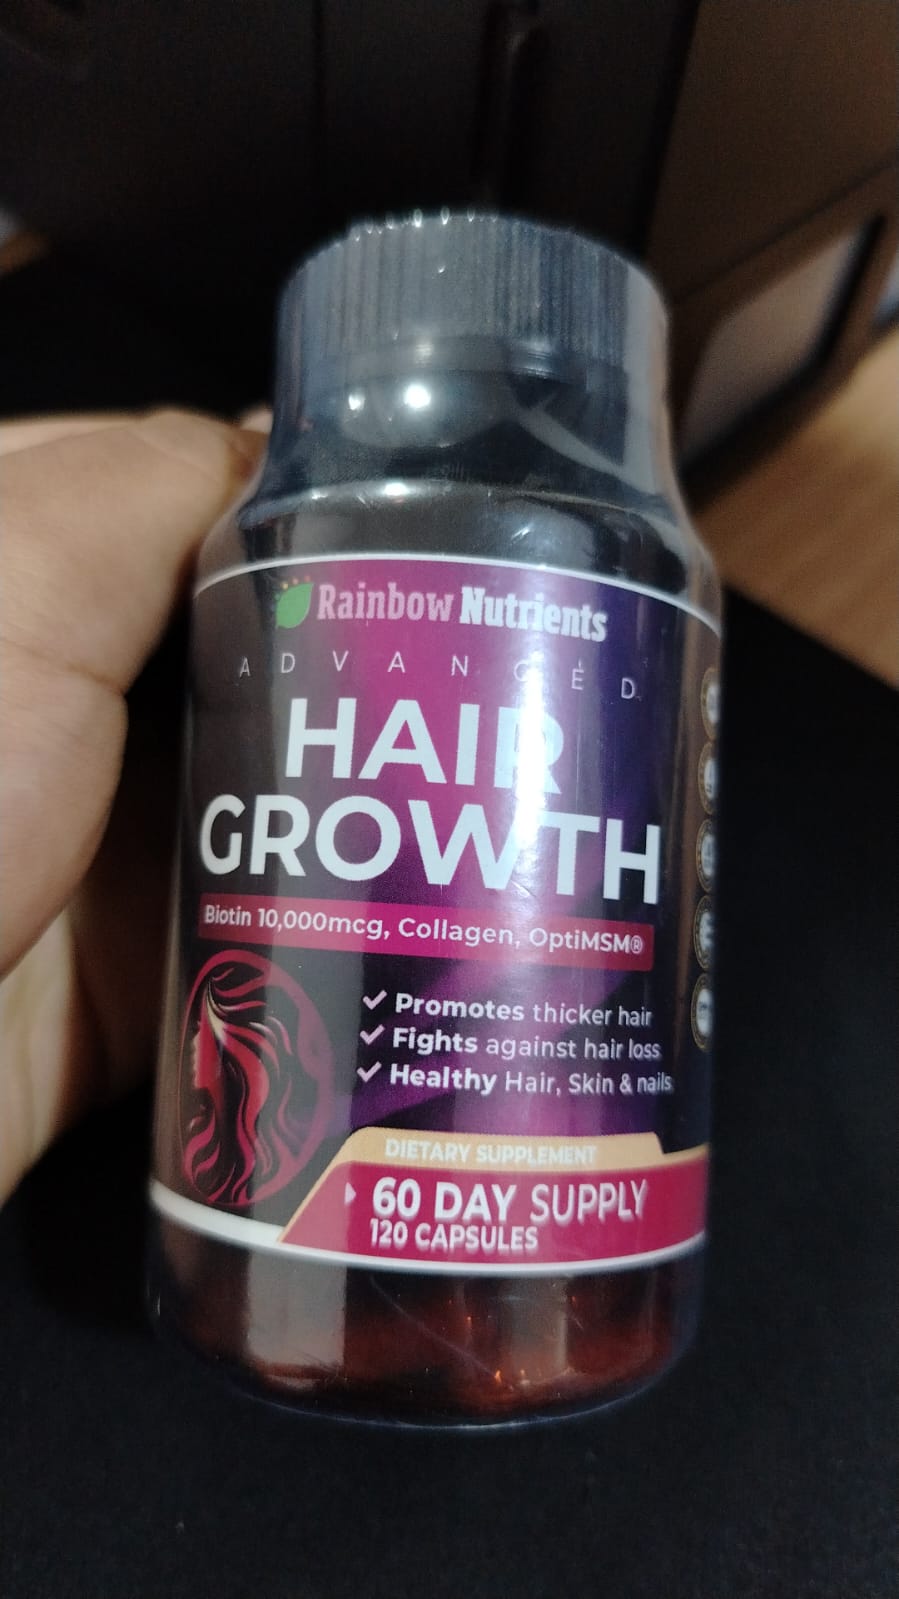 Rainbow Nutrients
ADVANCED
HAIR
GROWTH
Biotin 10,000mcg, Collagen, OptiMSM®
Promotes thicker hair
Fights against hair loss
Healthy Hair, Skin & nails
DIETARY SUPPLEMENT
60 DAY SUPPLY
120 CAPSULES